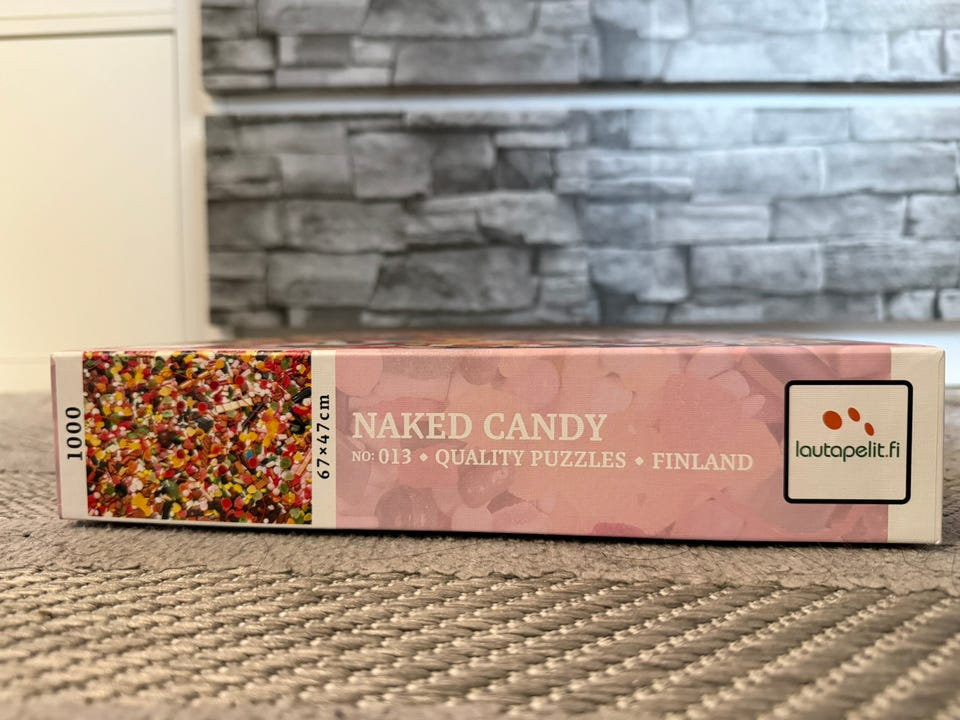 1000
67×47cm
NAKED CANDY
NO: 013 • QUALITY PUZZLES • FINLAND
lautapelit.fi